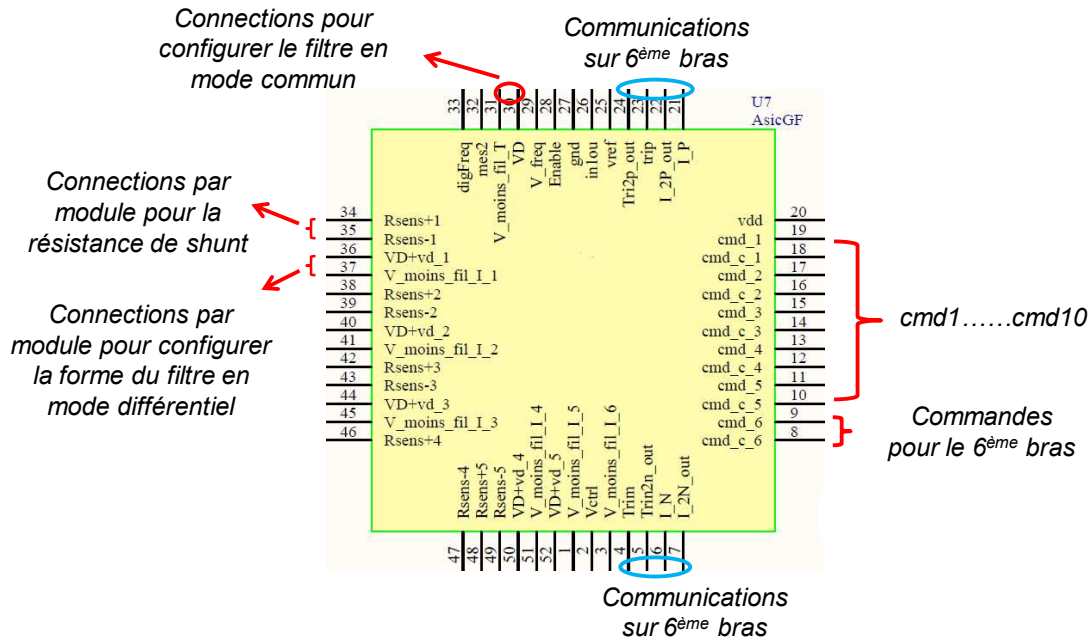 Connections pour
configurer le filtre en
mode commun
Communications
sur 6ème bras
U7
AsicGF
33
32
31
30
29
28
27
26
25
24
23
22
21
digFreq
mes2
V_moins_fil_T
VD
V_freq
Enable
gnd
in1ou
vref
Tri2p_out
trip
I_2P_out
I_P
Connections par
module pour la
résistance de shunt
Connections par
module pour configurer
la forme du filtre en
mode différentiel
34 Rsens+1
35 Rsens-1
36 VD+vd_1
37 V_moins_fil_I_1
38 Rsens+2
39 Rsens-2
40 VD+vd_2
41 V_moins_fil_I_2
42 Rsens+3
43 Rsens-3
44 VD+vd_3
45 V_moins_fil_I_3
46 Rsens+4
vdd 20
cmd_1 19
cmd_c_1 18
cmd_2 17
cmd_c_2 16
cmd_3 15
cmd_c_3 14
cmd_4 13
cmd_c_4 12
cmd_5 11
cmd_c_5 10
cmd_6 9
cmd_c_6 8
cmd1……cmd10
Commandes
pour le 6ème bras
Rsens-4
Rsens+5
Rsens-5
VD+vd_4
V_moins_fil_I_4
VD+vd_5
V_moins_fil_I_5
Vctrl
V_moins_fil_I_6
Trim
Trin2n_out
I_N
I_2N_out
47
48
49
50
51
52
1
2
3
4
5
6
7
Communications
sur 6ème bras